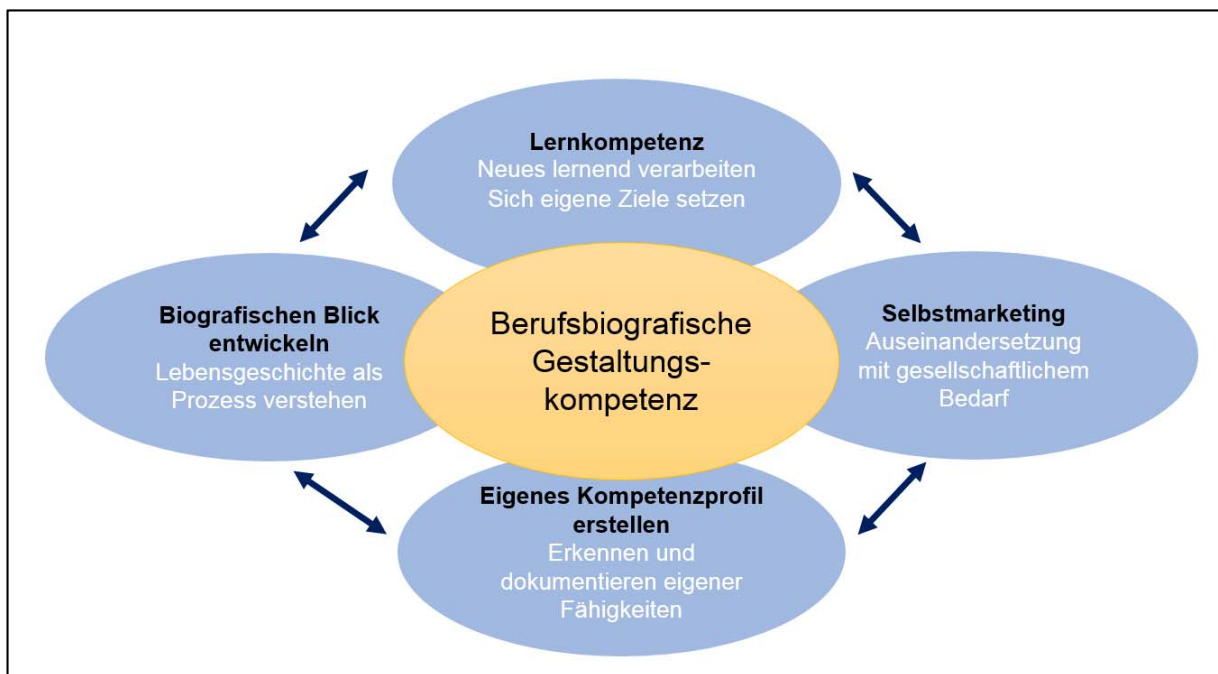 Lernkompetenz
Neues lernend verarbeiten
Sich eigene Ziele setzen
Biografischen Blick
entwickeln
Lebensgeschichte als
Prozess verstehen
Berufsbiografische
Gestaltungs-
kompetenz
Selbstmarketing
Auseinandersetzung
mit gesellschaftlichem
Bedarf
Eigenes Kompetenzprofil
erstellen
Erkennen und
dokumentieren eigener
Fähigkeiten